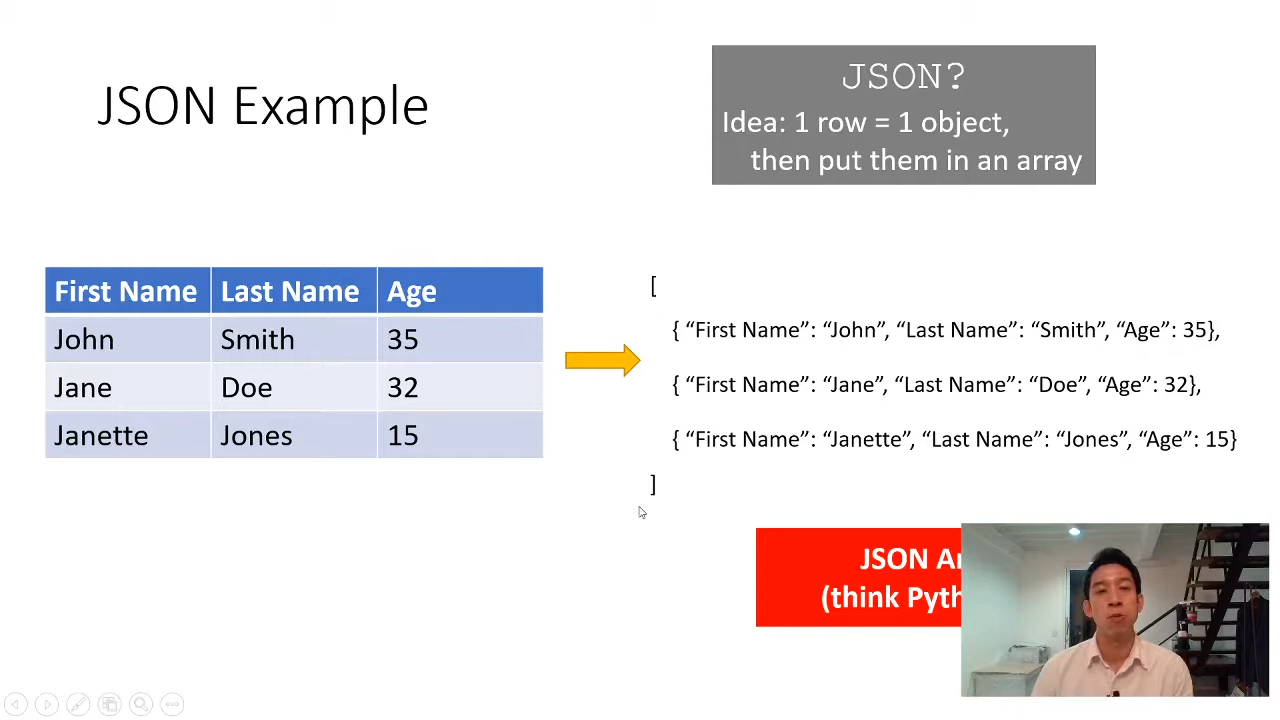 JSON Example
JSON?
Idea: 1 row = 1 object,
then put them in an array
First Name Last Name Age
John Smith 35
Jane Doe 32
Janette Jones 15
[
{ “First Name”: “John”, “Last Name”: “Smith”, “Age”: 35},
{ “First Name”: “Jane”, “Last Name”: “Doe”, “Age”: 32},
{ “First Name”: “Janette”, “Last Name”: “Jones”, “Age”: 15}
]
JSON
(think